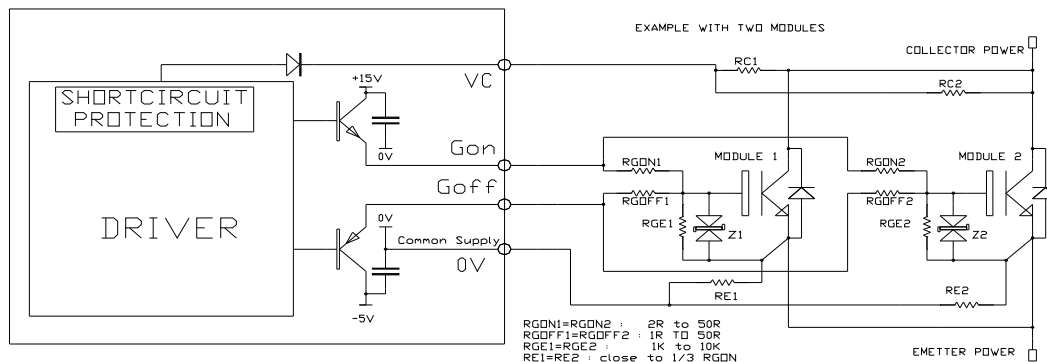 EXAMPLE WITH TWO MODULES
COLLECTOR POWER
RC1
VC
+15V
RC2
SHORTCIRCUIT
PROTECTION
0V
Gon
RGON1
MODULE 1
RGON2
MODULE 2
Goff
RGOFF1
RGOFF2
DRIVER
0V
RGE1
Z1
RGE2
Z2
Common Supply
0V
RE1
RE2
-5V
RGON1=RGON2 : 2R to 50R
RGOFF1=RGOFF2 : 1R TO 50R
RGE1=RGE2 : 1K to 10K
RE1=RE2 : close to 1/3 RGON
EMETTER POWER